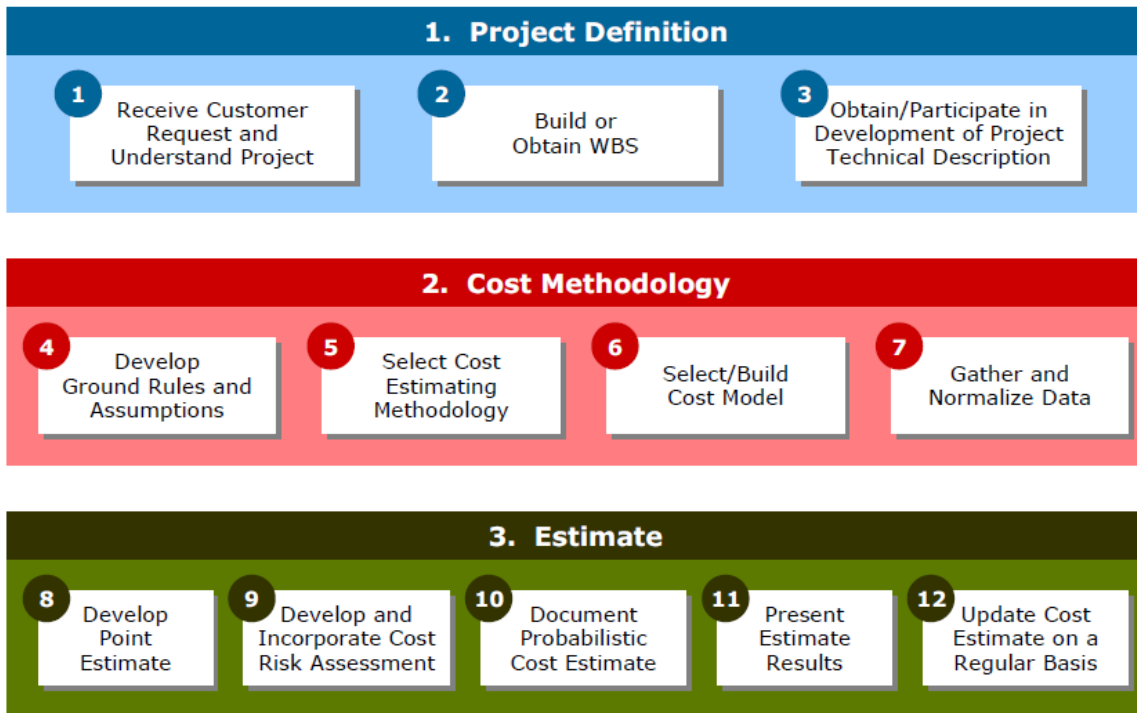 1. Project Definition
1
Receive Customer
Request and
Understand Project
2
Build or
Obtain WBS
3
Obtain/Participate in
Development of Project
Technical Description
2. Cost Methodology
4
Develop
Ground Rules and
Assumptions
5
Select Cost
Estimating
Methodology
6
Select/Build
Cost Model
7
Gather and
Normalize Data
3. Estimate
8
Develop
Point
Estimate
9
Develop and
Incorporate Cost
Risk Assessment
10
Document
Probabilistic
Cost Estimate
11
Present
Estimate
Results
12
Update Cost
Estimate on a
Regular Basis